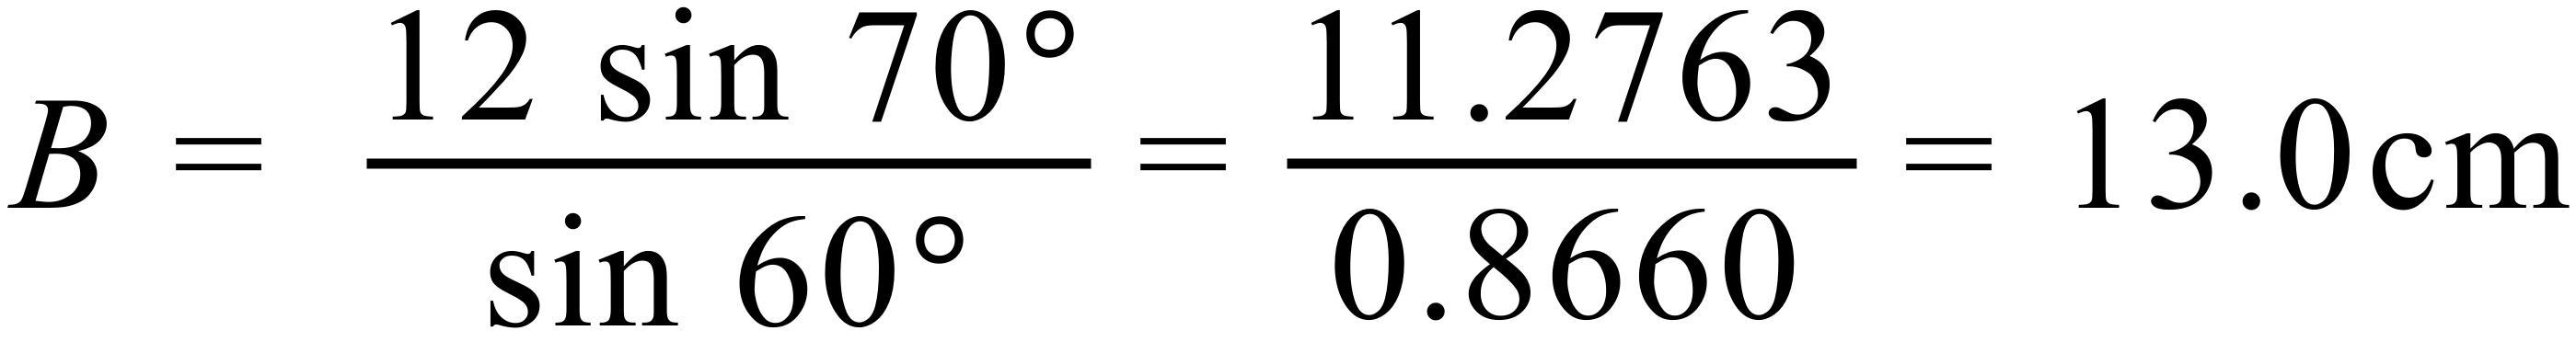 B = 12 sin 70° / sin 60° = 11.2763 / 0.8660 = 13.0cm